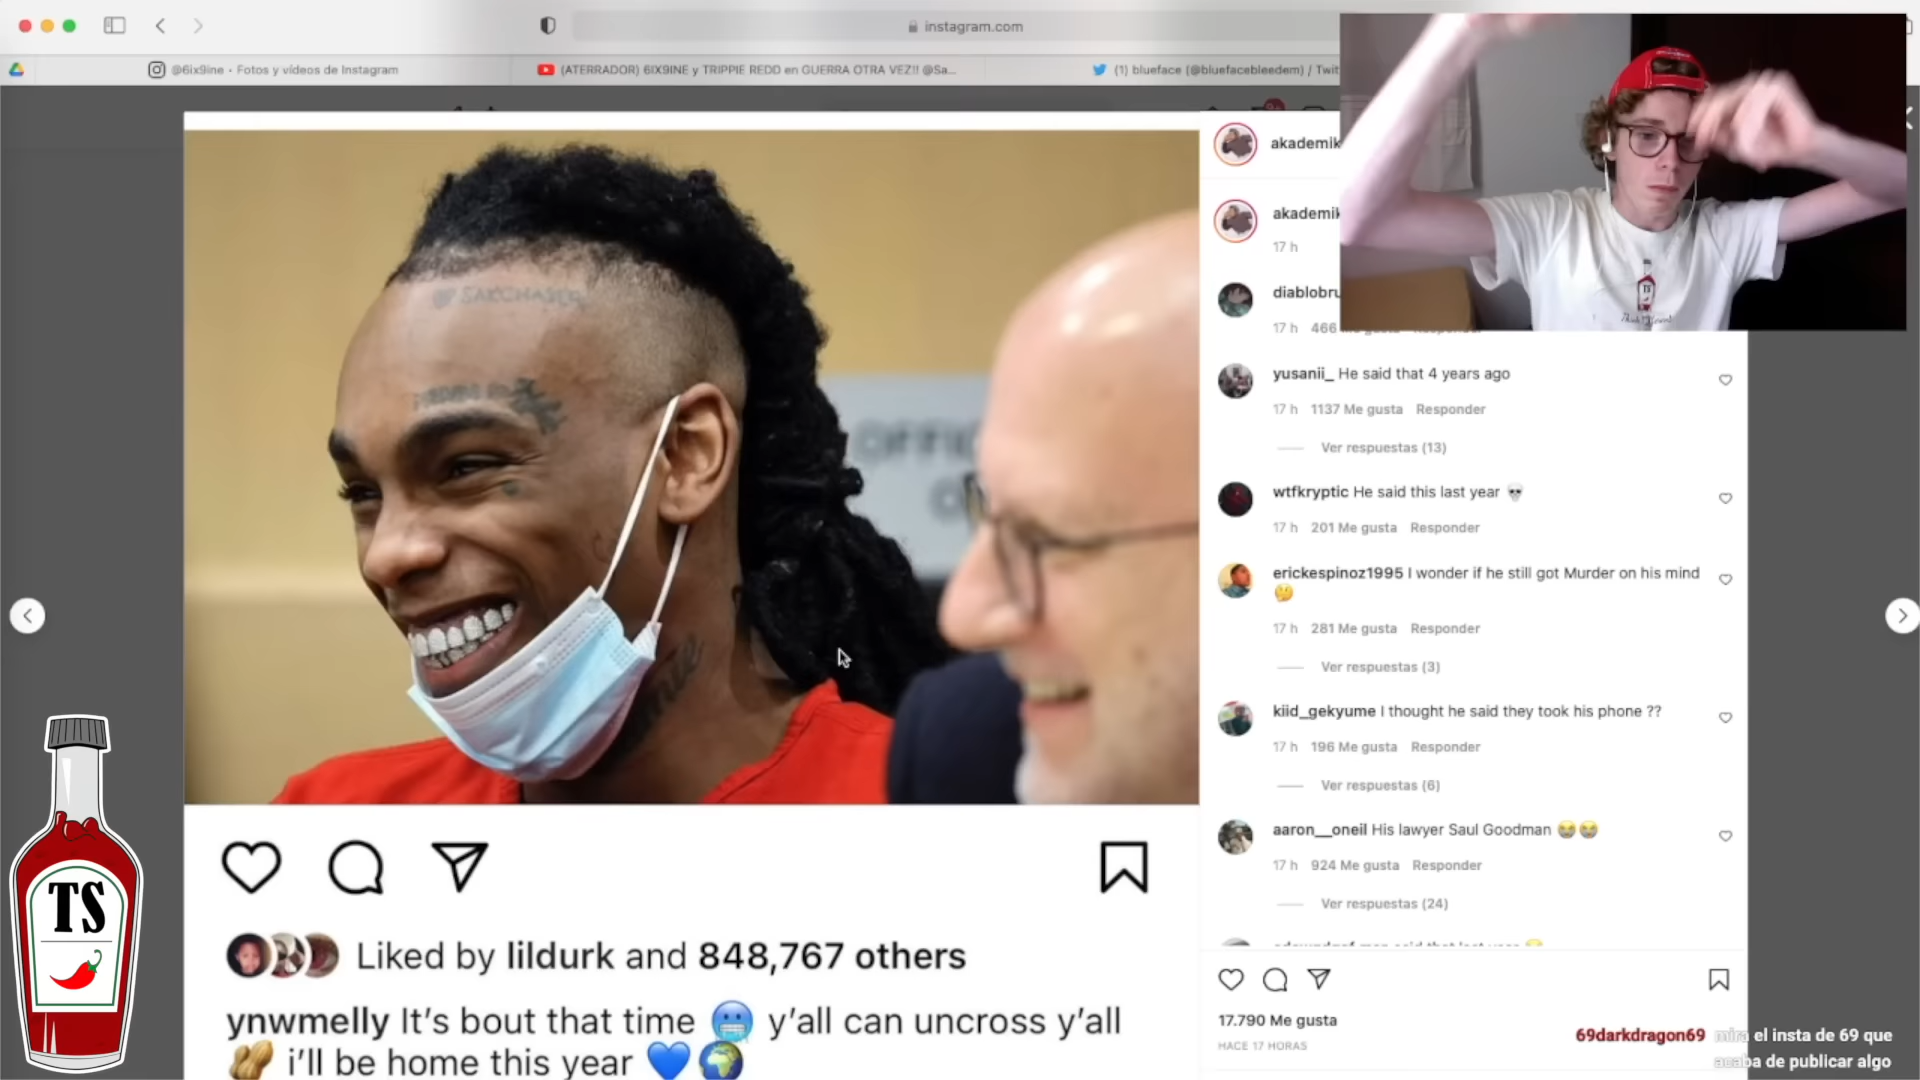 instagram.com
@6ix9ine • Fotos y vídeos de Instagram
(ATERRADOR) 6IX9INE y TRIPPIE REDD en GUERRA OTRA VEZ!! @Sa...
(1) blueface (@bluefacebleedem) / Twit
SAKCHASER
OFFIC
akademik
akademik
17 h
diablobru
17 h 466
yusanii_ He said that 4 years ago
17 h 1137 Me gusta Responder
Ver respuestas (13)
wtfkryptic He said this last year 💀
17 h 201 Me gusta Responder
erickespinoz1995 I wonder if he still got Murder on his mind
🤔
17 h 281 Me gusta Responder
Ver respuestas (3)
kiid_gekyume I thought he said they took his phone ??
17 h 196 Me gusta Responder
Ver respuestas (6)
aaron__oneil His lawyer Saul Goodman 😭😭
17 h 924 Me gusta Responder
Ver respuestas (24)
17.790 Me gusta
HACE 17 HORAS
Liked by lildurk and 848,767 others
ynwmelly It's bout that time 🥶 y'all can uncross y'all
🥜 i'll be home this year 💙🌍
TS
TS
69darkdragon69 mira el insta de 69 que
acaba de publicar algo